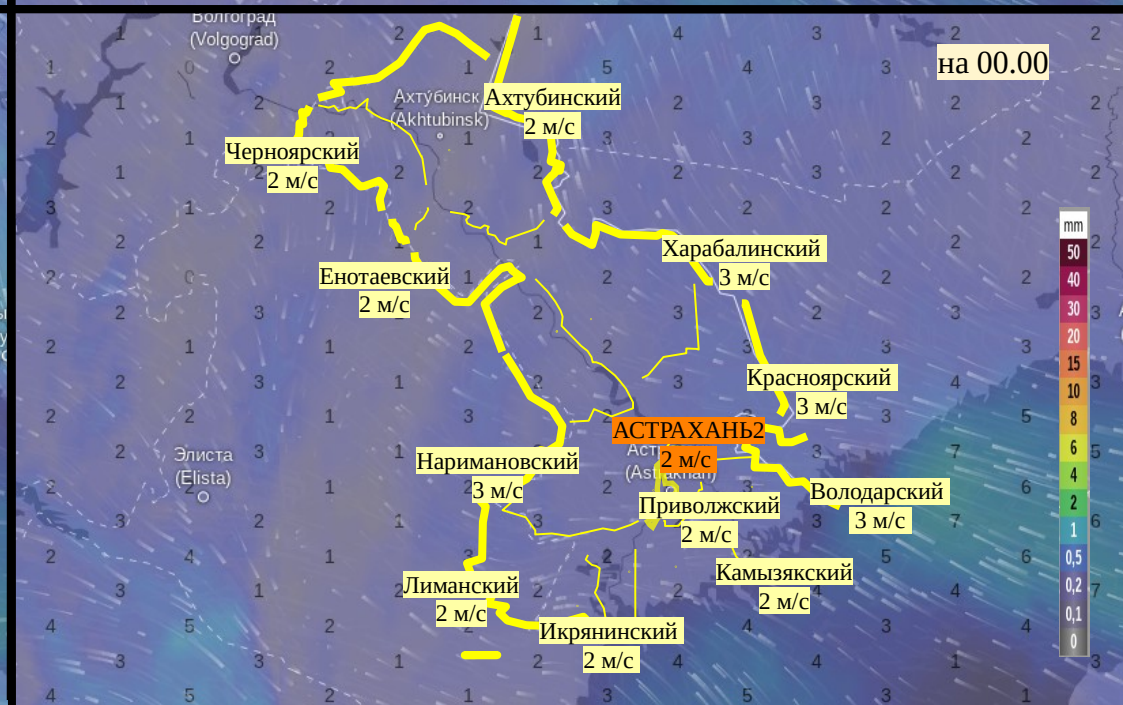 Волгоград
(Volgograd)
на 00.00
Ахту́бинск
(Akhtubinsk)
Ахтубинский
2 м/с
Черноярский
2 м/с
Харабалинский
3 м/с
Енотаевский
2 м/с
Красноярский
3 м/с
АСТРАХАНЬ2
2 м/с
Элиста
(Elista)
Наримановский
3 м/с
Володарский
3 м/с
Приволжский
2 м/с
Камызякский
2 м/с
Лиманский
2 м/с
Икрянинский
2 м/с
mm
50
40
30
20
15
10
8
6
4
2
1
0,5
0,2
0,1
0